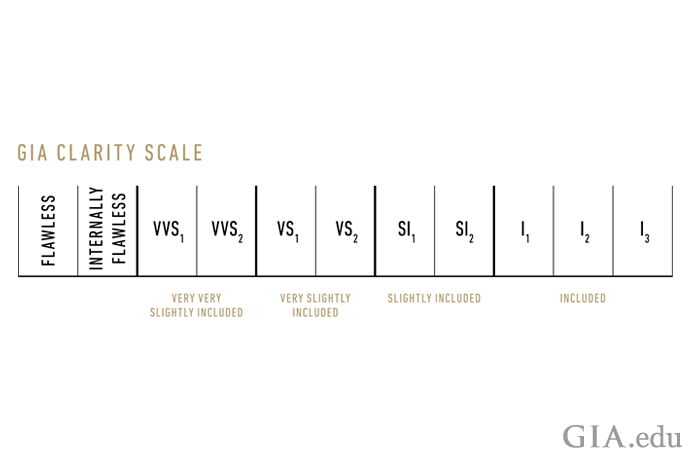 GIA CLARITY SCALE
FLAWLESS
INTERNALLY
FLAWLESS
VVS₁
VVS₂
VS₁
VS₂
SI₁
SI₂
I₁
I₂
I₃
VERY VERY
SLIGHTLY INCLUDED
VERY SLIGHTLY
INCLUDED
SLIGHTLY INCLUDED
INCLUDED
GIA.edu